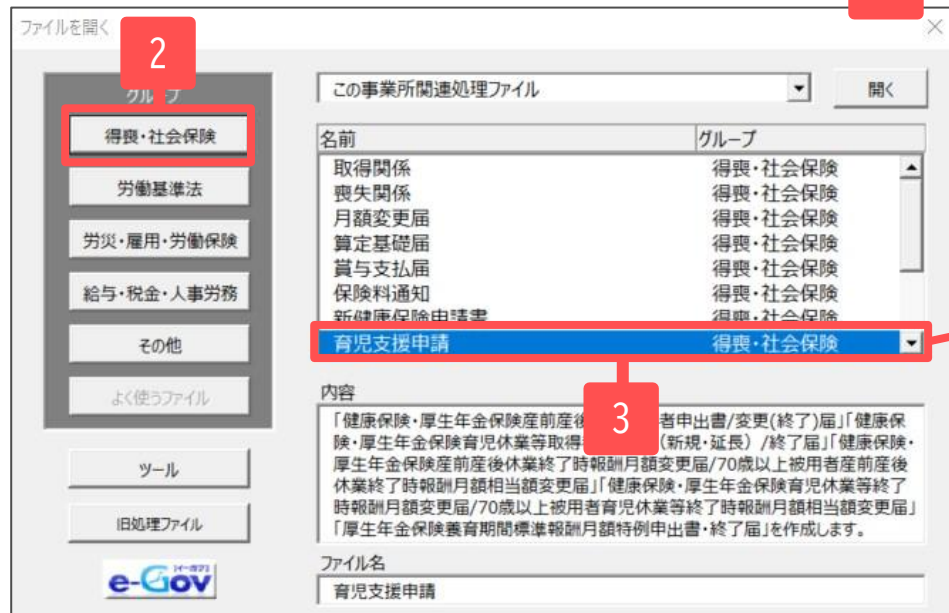 ファイルを開く
2
グループ
得喪・社会保険
労働基準法
労災・雇用・労働保険
給与・税金・人事労務
その他
よく使うファイル
ツール
旧処理ファイル
イーガブ
e-Gov
この事業所関連処理ファイル
開く
名前 グループ
取得関係 得喪・社会保険
喪失関係 得喪・社会保険
月額変更届 得喪・社会保険
算定基礎届 得喪・社会保険
賞与支払届 得喪・社会保険
保険料通知 得喪・社会保険
新健康保険申請書 得喪・社会保険
育児支援申請 得喪・社会保険
3
内容
「健康保険・厚生年金保険産前産後 者申出書/変更(終了)届」「健康保
険・厚生年金保険育児休業等取得 (新規・延長) /終了届」「健康保険・
厚生年金保険産前産後休業終了時報酬月額変更届/70歳以上被用者産前産後
休業終了時報酬月額相当額変更届」「健康保険・厚生年金保険育児休業等終了
時報酬月額変更届/70歳以上被用者育児休業等終了時報酬月額相当額変更届」
「厚生年金保険養育期間標準報酬月額特例申出書・終了届」を作成します。
ファイル名
育児支援申請